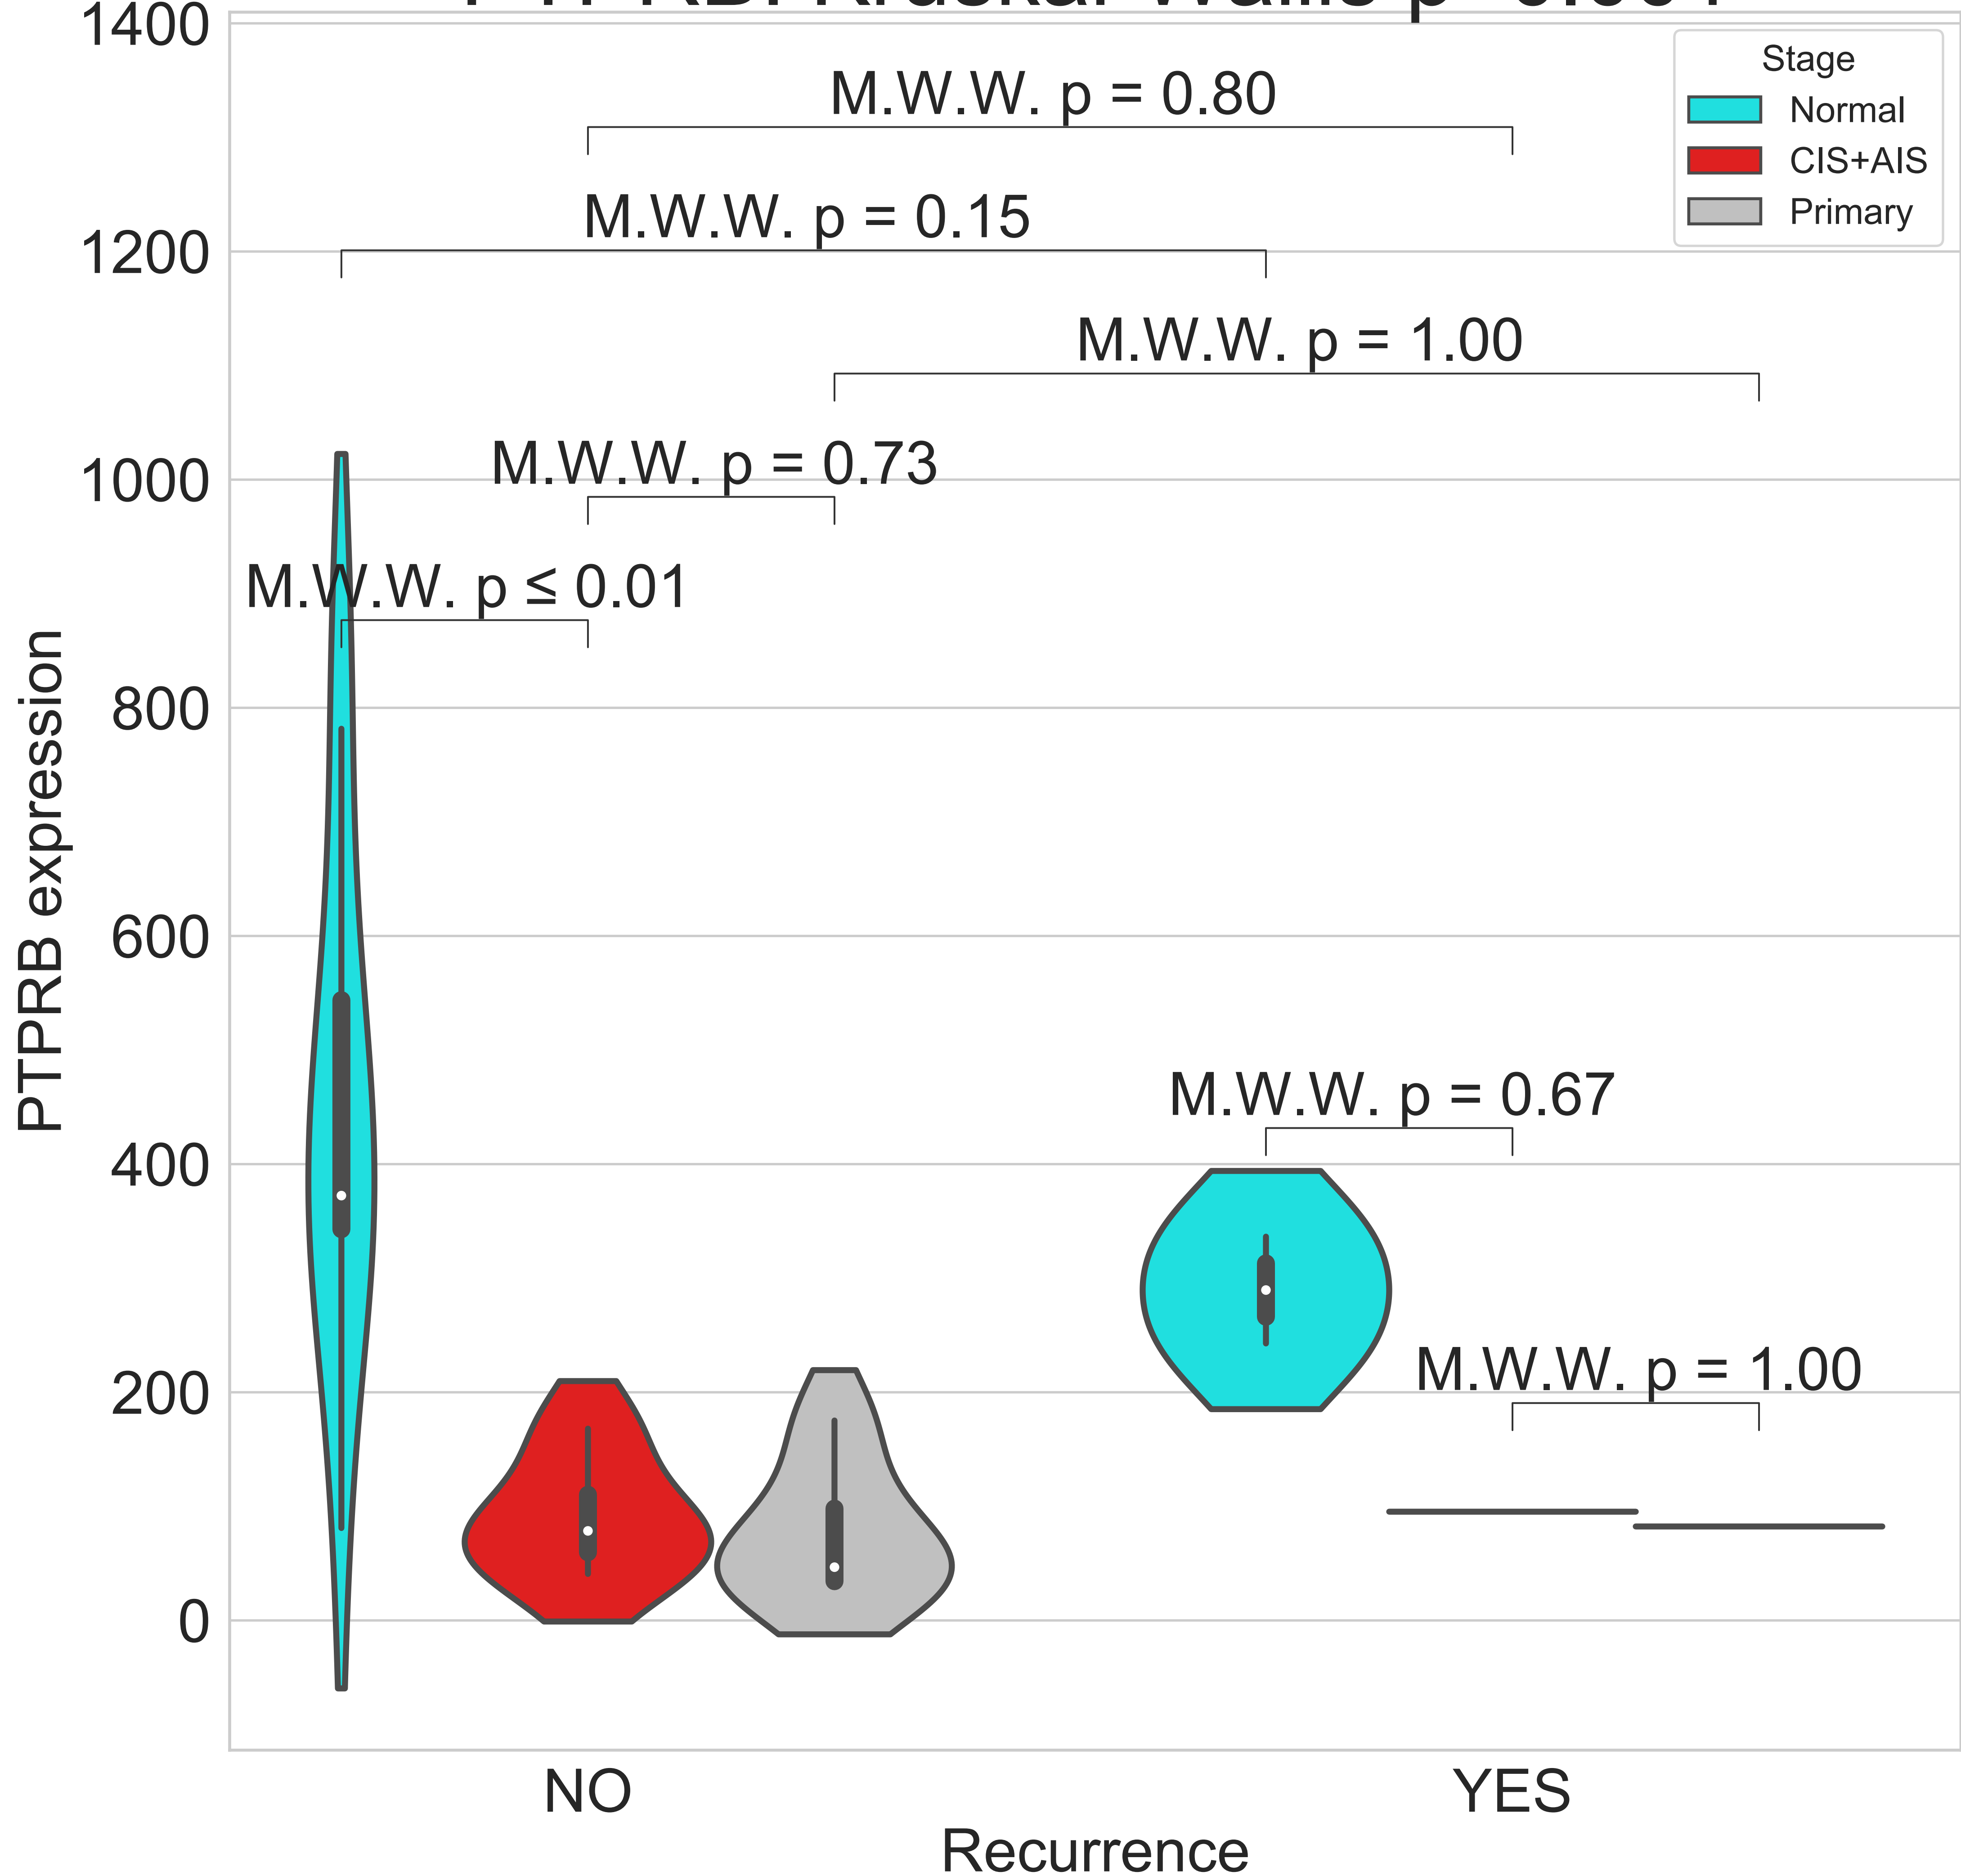 1400
1200
1000
800
600
400
200
0
PTPRB expression
M.W.W. p = 0.80
M.W.W. p = 0.15
M.W.W. p = 1.00
M.W.W. p = 0.73
M.W.W. p ≤ 0.01
M.W.W. p = 0.67
M.W.W. p = 1.00
Stage
Normal
CIS+AIS
Primary
NO
YES
Recurrence